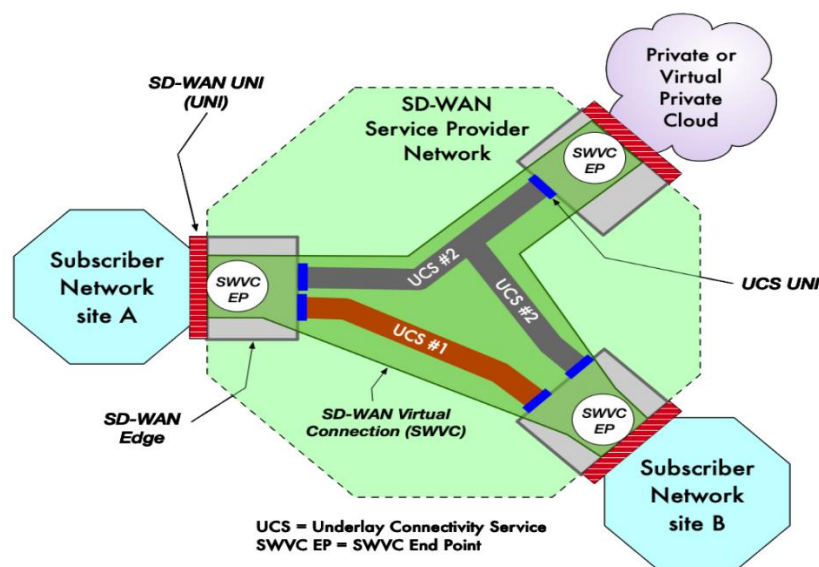 SD-WAN UNI
(UNI)
SD-WAN
Service Provider
Network
Private or
Virtual
Private
Cloud
SWVC
EP
Subscriber
Network
site A
SWVC
EP
UCS #2
UCS #2
UCS UNI
UCS #1
SD-WAN
Edge
SD-WAN Virtual
Connection (SWVC)
SWVC
EP
Subscriber
Network
site B
UCS = Underlay Connectivity Service
SWVC EP = SWVC End Point